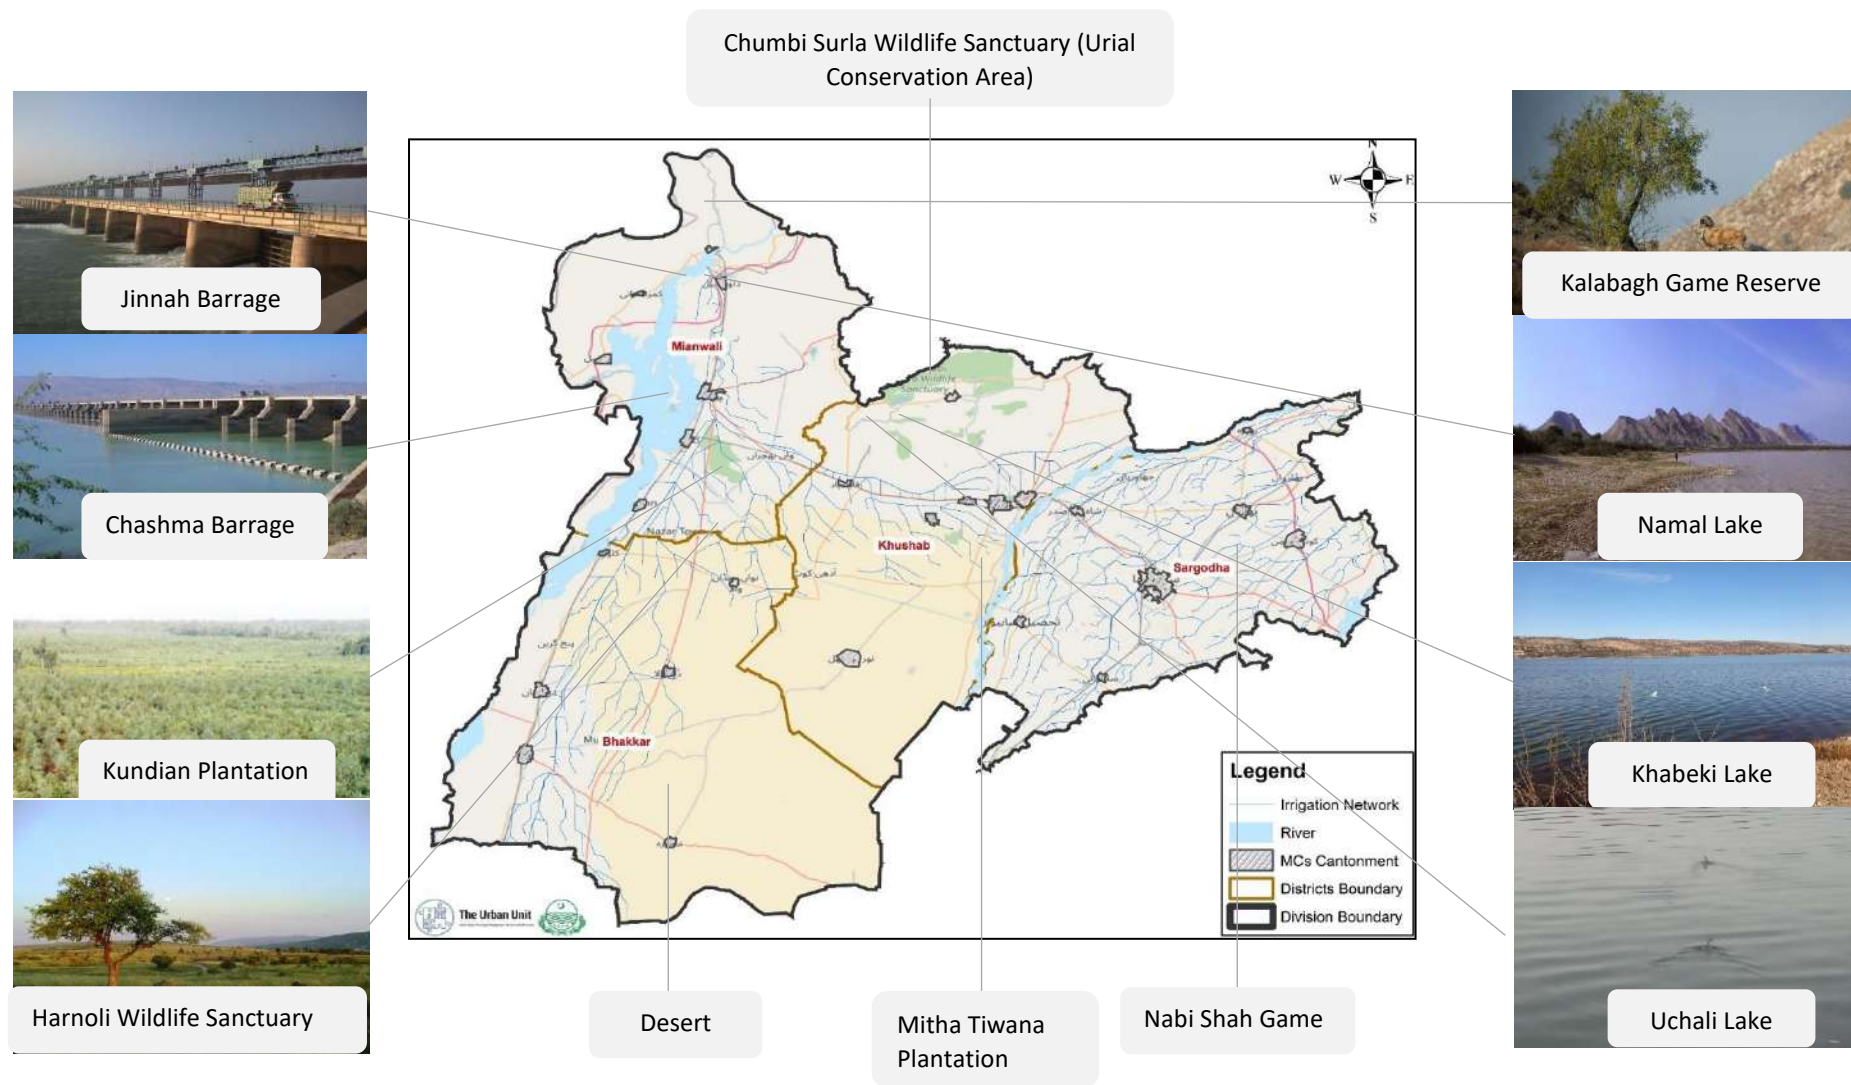 Chumbi Surla Wildlife Sanctuary (Urial
Conservation Area)
Jinnah Barrage
Chashma Barrage
Kundian Plantation
Harnoli Wildlife Sanctuary
N
W
E
S
Mianwali
Wildlife
Sanctuary
Khushab
Sargodha
Bhakkar
Legend
Irrigation Network
River
MCs Cantonment
Districts Boundary
Division Boundary
The Urban Unit
Kalabagh Game Reserve
Namal Lake
Khabeki Lake
Uchali Lake
Desert
Mitha Tiwana
Plantation
Nabi Shah Game